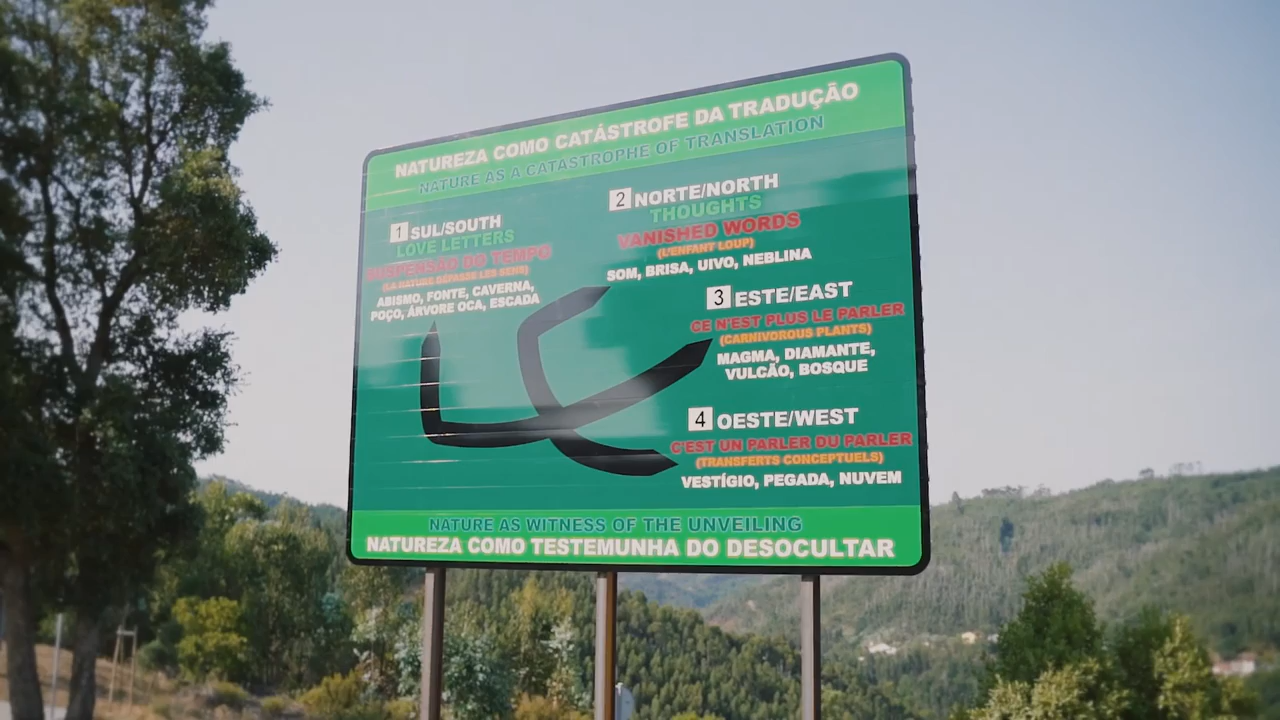 NATUREZA COMO CATÁSTROFE DA TRADUÇÃO
NATURE AS A CATASTROPHE OF TRANSLATION
1 SUL/SOUTH
LOVE LETTERS
SUSPENSÃO DO TEMPO
(LA NATURE DÉPASSE LES SENS)
ABISMO, FONTE, CAVERNA,
POÇO, ÁRVORE OCA, ESCADA
2 NORTE/NORTH
THOUGHTS
VANISHED WORDS
(L'ENFANT LOUP)
SOM, BRISA, UIVO, NEBLINA
3 ESTE/EAST
CE N'EST PLUS LE PARLER
(CARNIVOROUS PLANTS)
MAGMA, DIAMANTE,
VULCÃO, BOSQUE
4 OESTE/WEST
C'EST UN PARLER DU PARLER
(TRANSFERTS CONCEPTUELS)
VESTÍGIO, PEGADA, NUVEM
NATURE AS WITNESS OF THE UNVEILING
NATUREZA COMO TESTEMUNHA DO DESOCULTAR